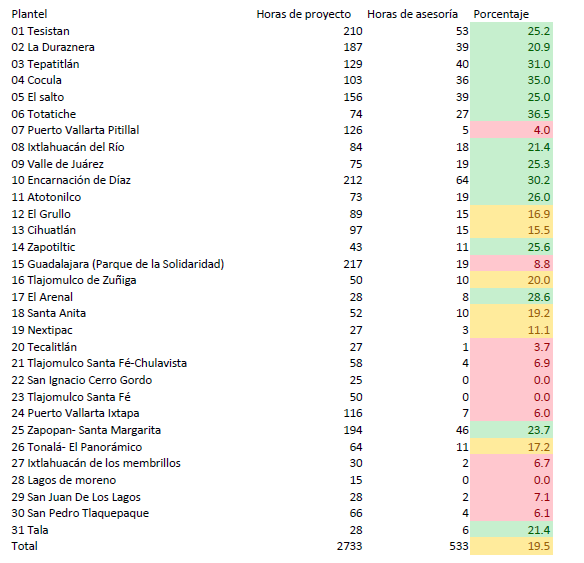 Plantel Horas de proyecto Horas de asesoría Porcentaje
01 Tesistan 210 53 25.2
02 La Duraznera 187 39 20.9
03 Tepatitlán 129 40 31.0
04 Cocula 103 36 35.0
05 El salto 156 39 25.0
06 Totatiche 74 27 36.5
07 Puerto Vallarta Pitillal 126 5 4.0
08 Ixtlahuacán del Río 84 18 21.4
09 Valle de Juárez 75 19 25.3
10 Encarnación de Díaz 212 64 30.2
11 Atotonilco 73 19 26.0
12 El Grullo 89 15 16.9
13 Cihuatlán 97 15 15.5
14 Zapotiltic 43 11 25.6
15 Guadalajara (Parque de la Solidaridad) 217 19 8.8
16 Tlajomulco de Zuñiga 50 10 20.0
17 El Arenal 28 8 28.6
18 Santa Anita 52 10 19.2
19 Nextipac 27 3 11.1
20 Tecalitlán 27 1 3.7
21 Tlajomulco Santa Fé-Chulavista 58 4 6.9
22 San Ignacio Cerro Gordo 25 0 0.0
23 Tlajomulco Santa Fé 50 0 0.0
24 Puerto Vallarta Ixtapa 116 7 6.0
25 Zapopan- Santa Margarita 194 46 23.7
26 Tonalá- El Panorámico 64 11 17.2
27 Ixtlahuacán de los membrillos 30 2 6.7
28 Lagos de moreno 15 0 0.0
29 San Juan De Los Lagos 28 2 7.1
30 San Pedro Tlaquepaque 66 4 6.1
31 Tala 28 6 21.4
Total 2733 533 19.5